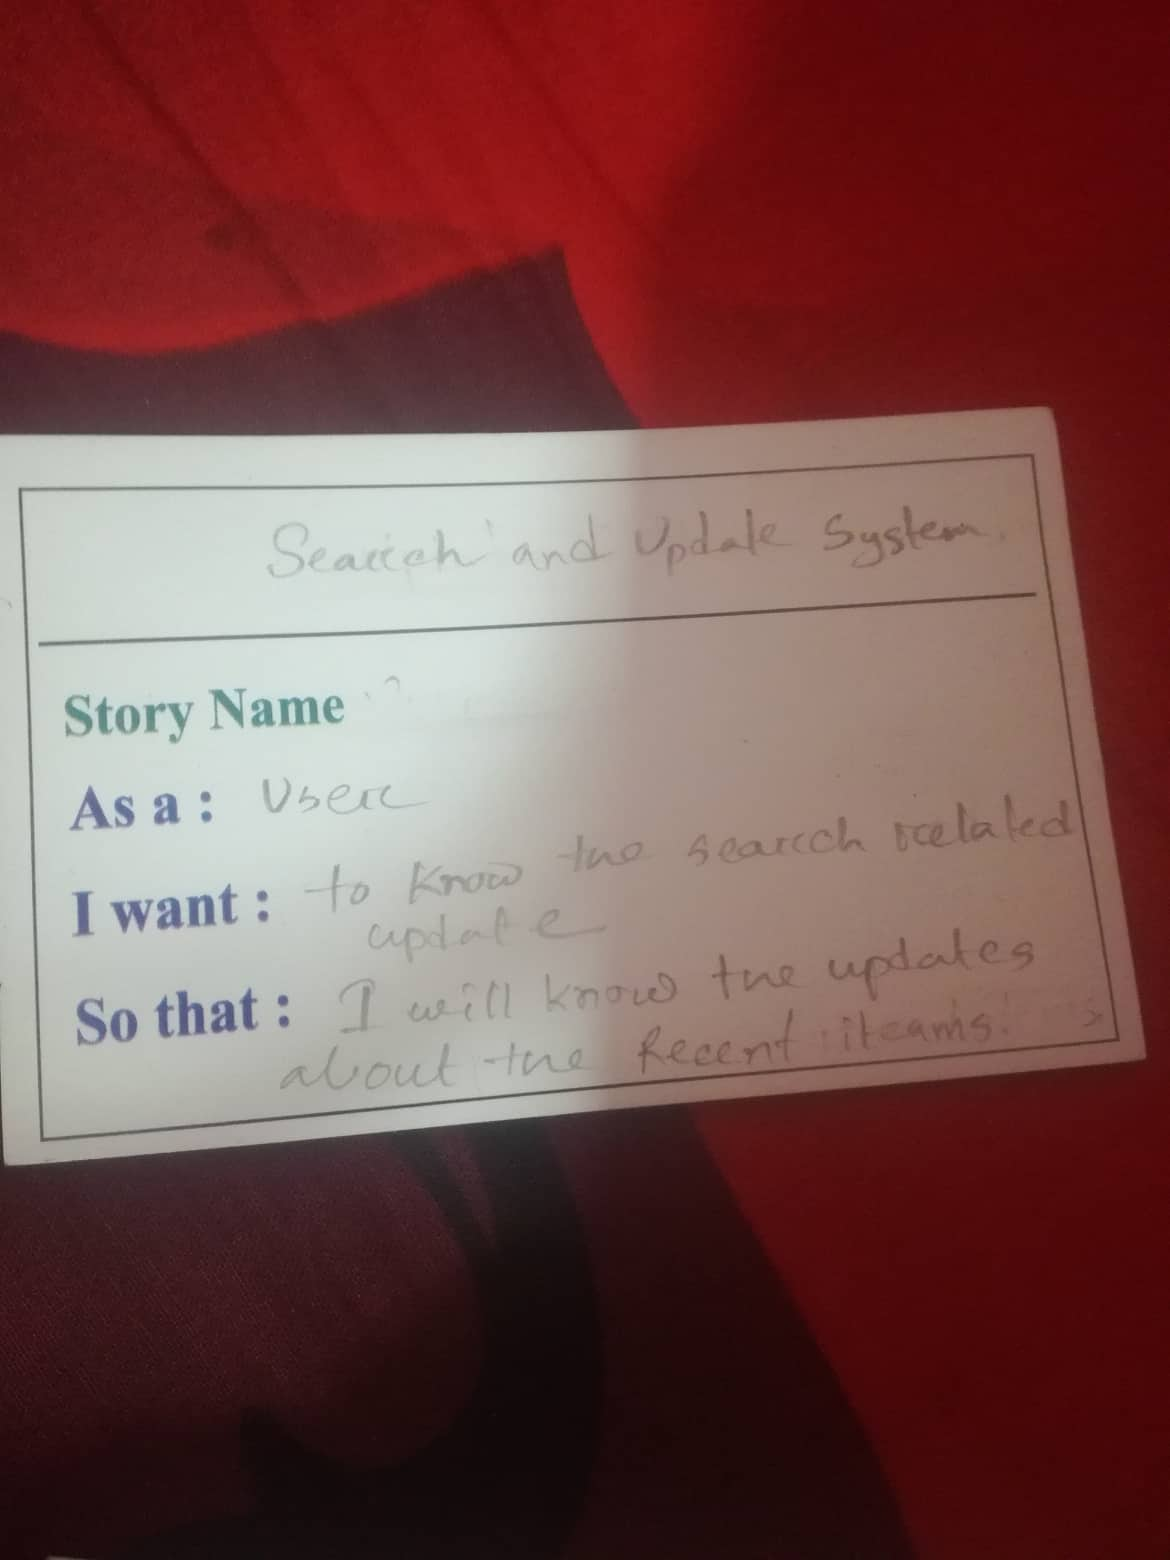 Search and Update System.
Story Name
As a : User
I want : to know the search related
update
So that : I will know the updates
about the Recent iteams.